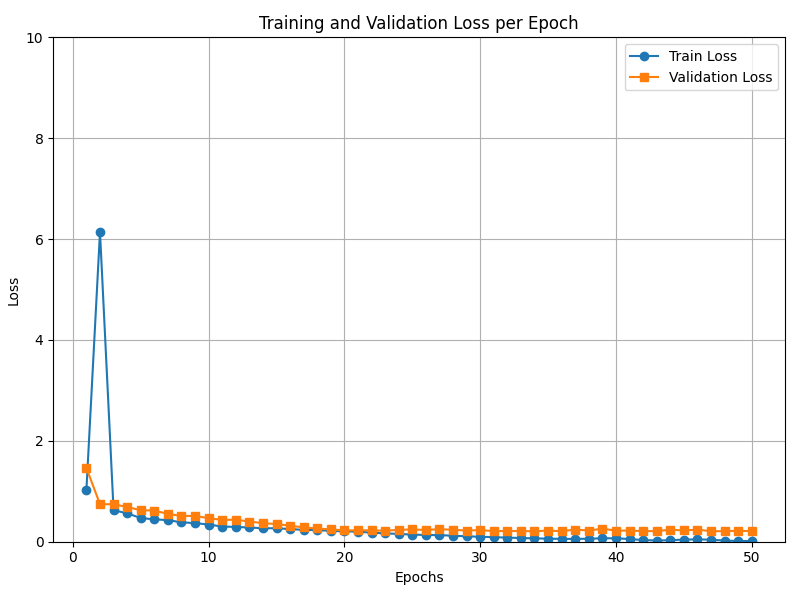 Training and Validation Loss per Epoch
Train Loss
Validation Loss
Loss
10
8
6
4
2
0
0 10 20 30 40 50
Epochs